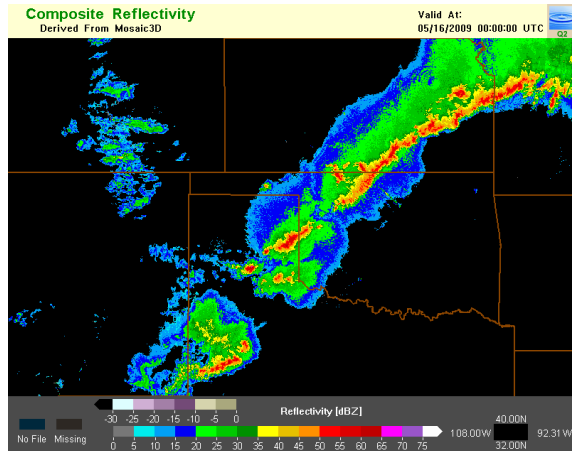 Composite Reflectivity
Derived From Mosaic3D
Valid At:
05/16/2009 00:00:00 UTC
Q2
-30 -25 -20 -15 -10 -5 0
Reflectivity [dBZ]
No File
Missing
0 5 10 15 20 25 30 35 40 45 50 55 60 65 70 75
40.00N
108.00W
92.31W
32.00N